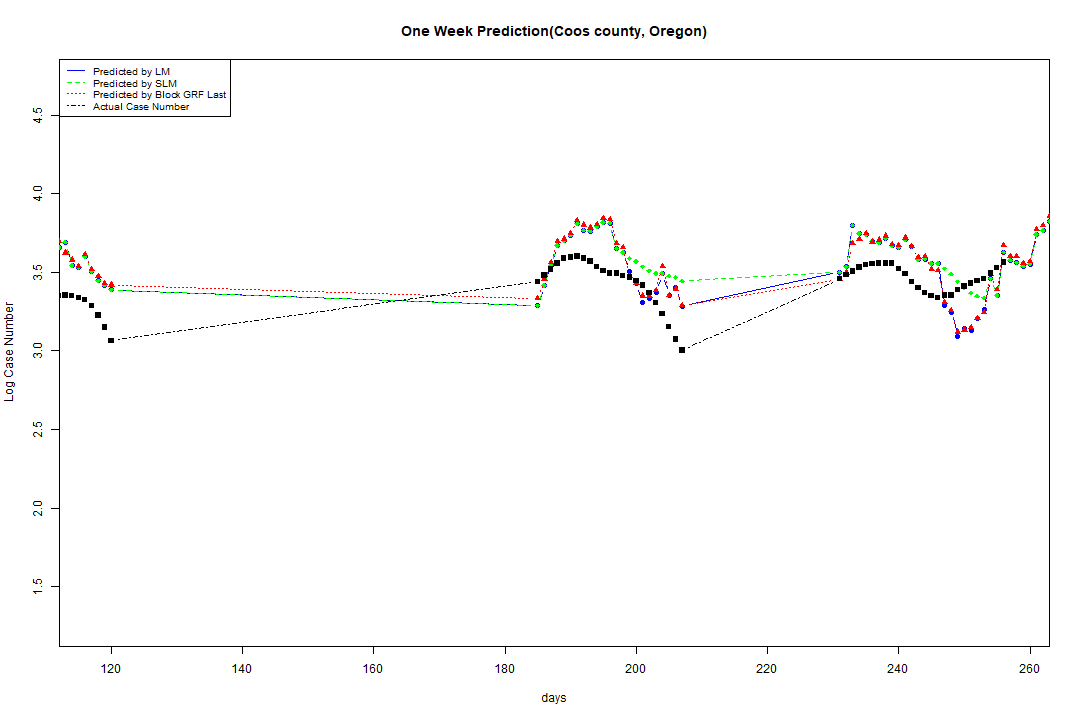 One Week Prediction(Coos county, Oregon)
Predicted by LM
Predicted by SLM
Predicted by Block GRF Last
Actual Case Number
4.5
4.0
3.5
3.0
2.5
2.0
1.5
Log Case Number
120 140 160 180 200 220 240 260
days